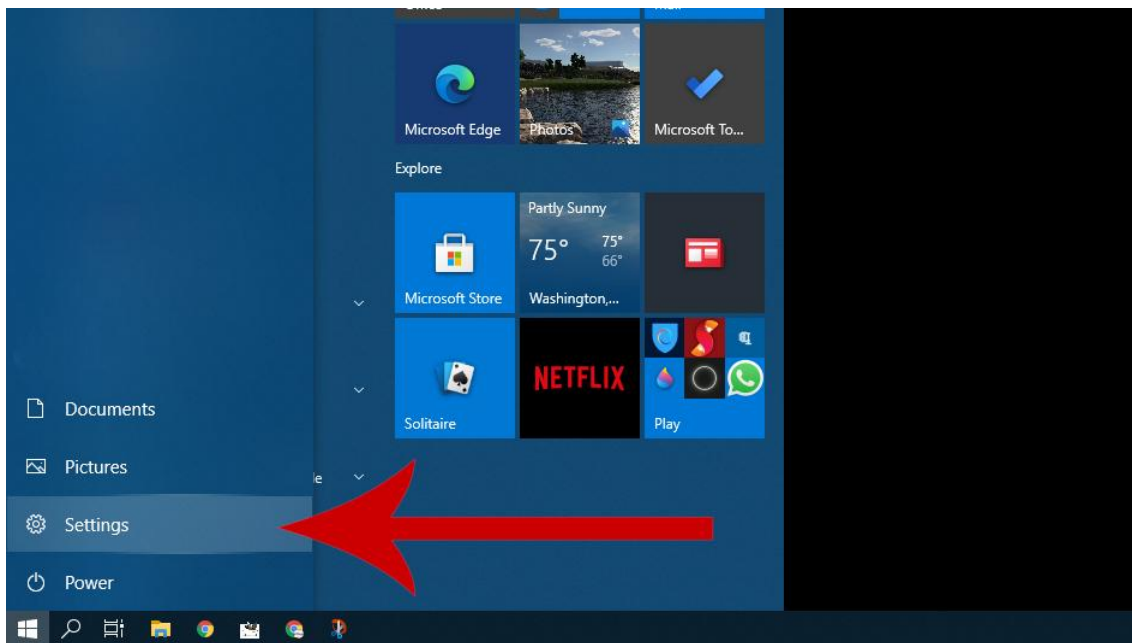 Documents
Pictures
Settings
Power
Microsoft Edge
Photos
Microsoft To...
Explore
Microsoft Store
Partly Sunny
75° 75°
66°
Washington,...
Solitaire
NETFLIX
Play